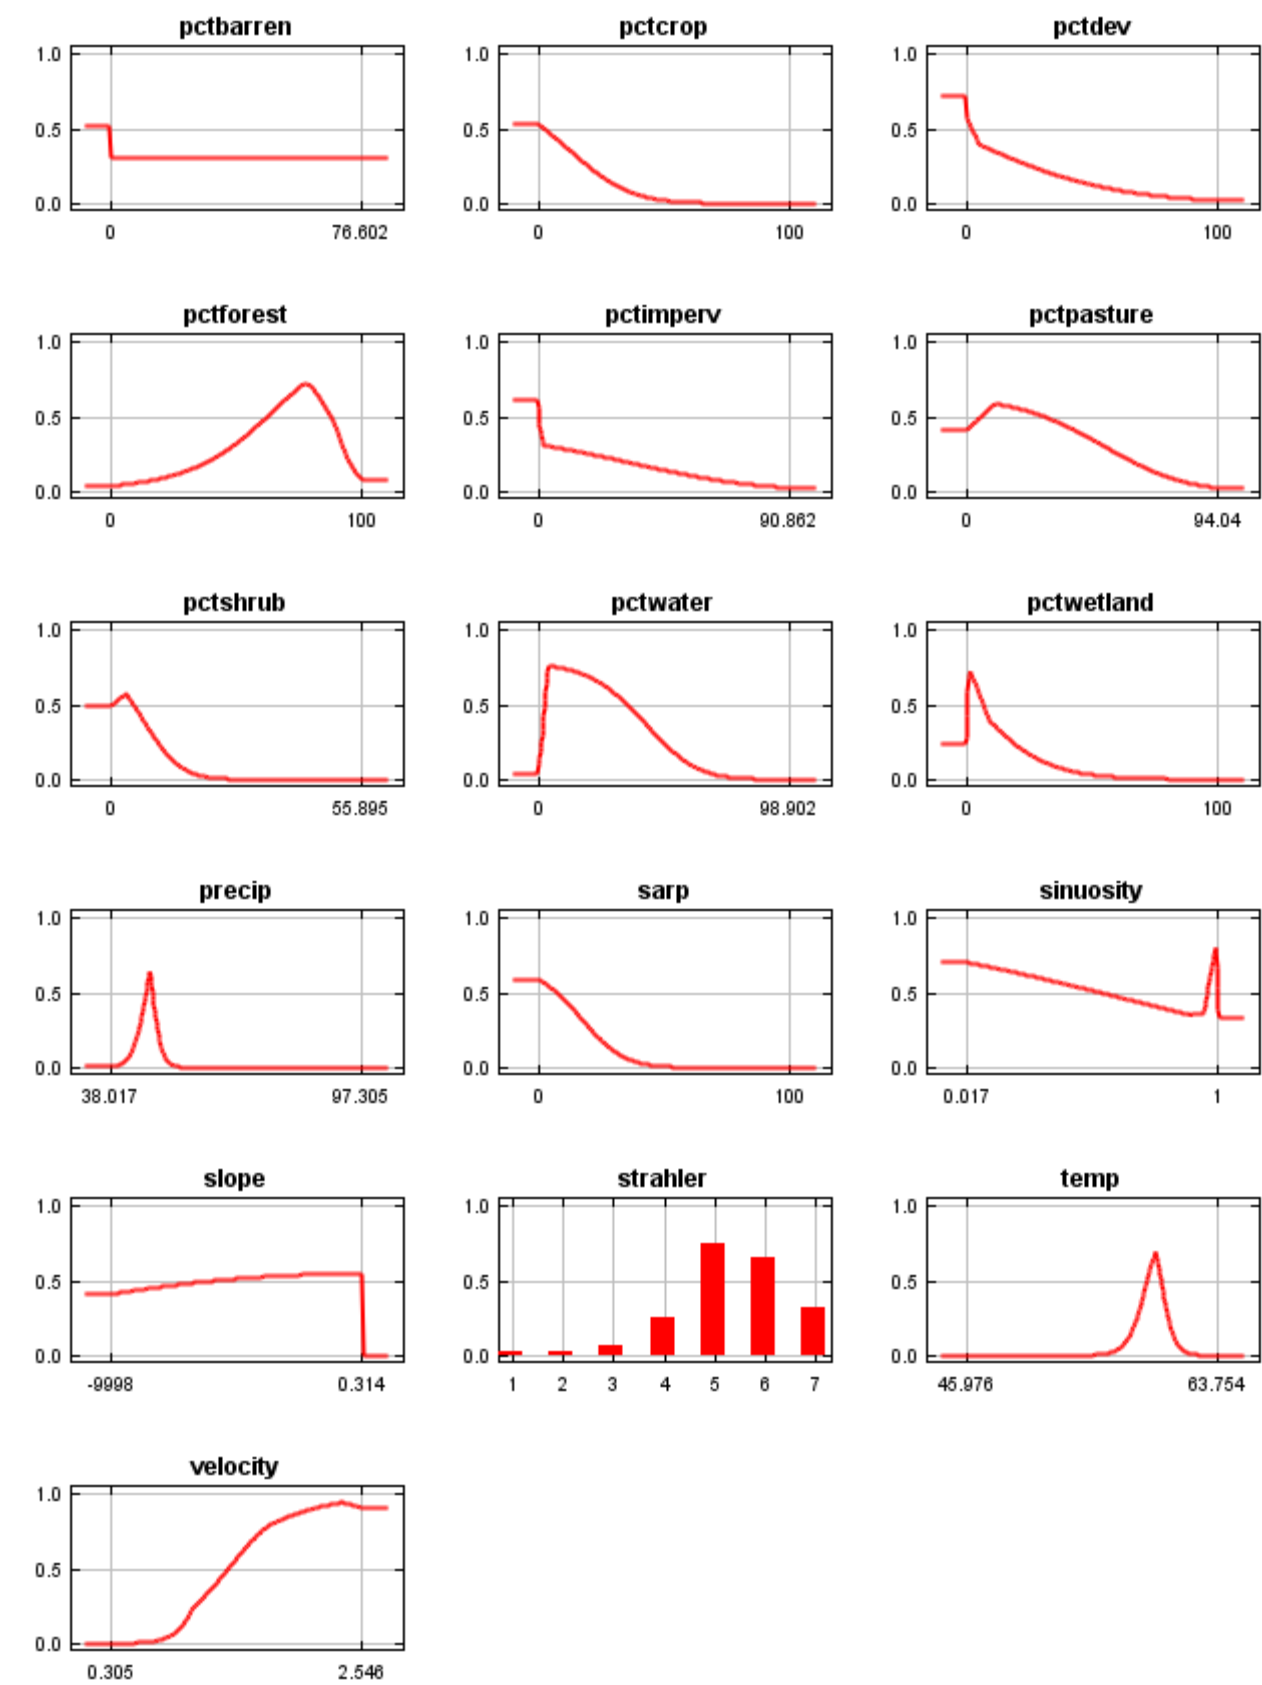 pctbarren pctcrop pctdev
1.0 1.0 1.0
0.5 0.5 0.5
0.0 0.0 0.0
0 76.602 0 100 0 100
pctforest pctimperv pctpasture
1.0 1.0 1.0
0.5 0.5 0.5
0.0 0.0 0.0
0 100 0 90.862 0 94.04
pctshrub pctwater pctwetland
1.0 1.0 1.0
0.5 0.5 0.5
0.0 0.0 0.0
0 55.895 0 98.902 0 100
precip sarp sinuosity
1.0 1.0 1.0
0.5 0.5 0.5
0.0 0.0 0.0
38.017 97.305 0 100 0.017 1
slope strahler temp
1.0 1.0 1.0
0.5 0.5 0.5
0.0 0.0 0.0
-9998 0.314 1 2 3 4 5 6 7 45.976 63.754
velocity
1.0
0.5
0.0
0.305 2.546